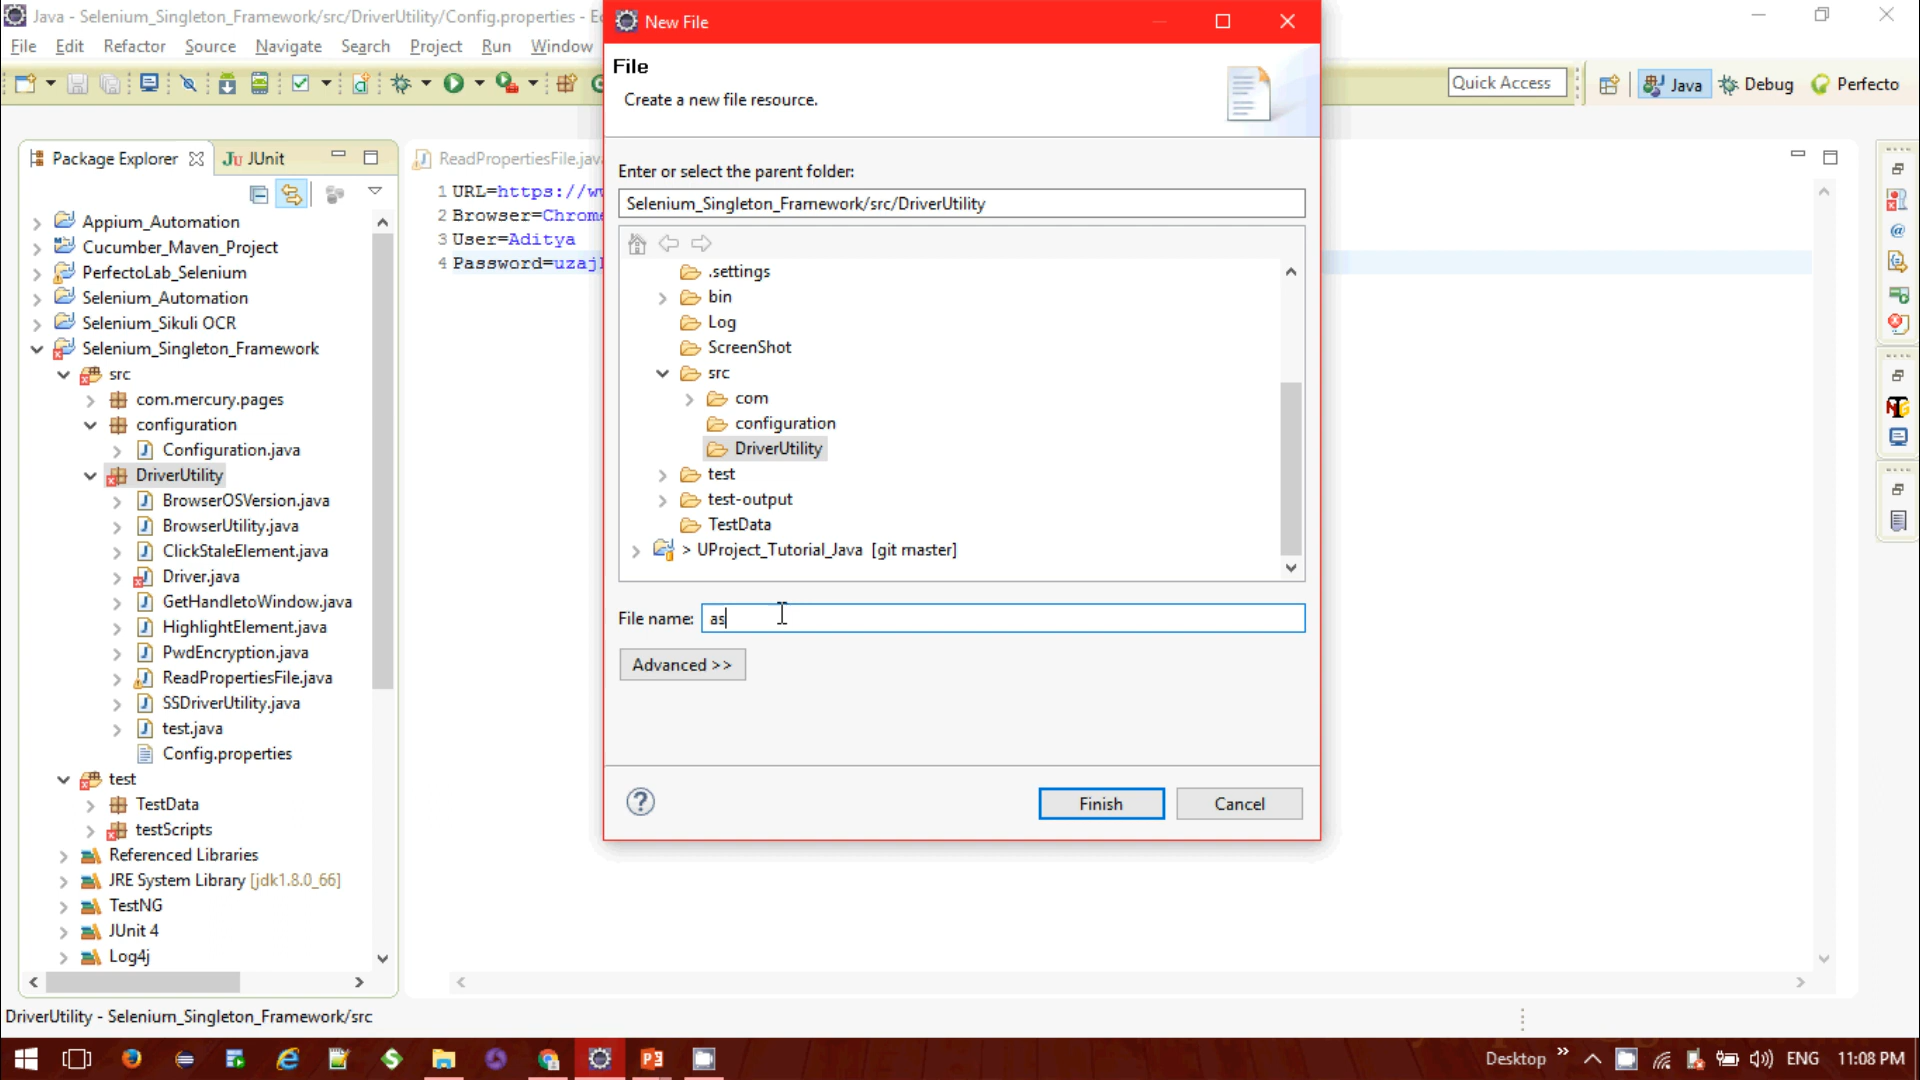 Java - Selenium_Singleton_Framework/src/DriverUtility/Config.properties - Ec
File Edit Refactor Source Navigate Search Project Run Window
Quick Access
Java
Debug
Perfecto
Package Explorer
JUnit
Appium_Automation
Cucumber_Maven_Project
PerfectoLab_Selenium
Selenium_Automation
Selenium_Sikuli OCR
Selenium_Singleton_Framework
src
com.mercury.pages
configuration
Configuration.java
DriverUtility
BrowserOSVersion.java
BrowserUtility.java
ClickStaleElement.java
Driver.java
GetHandletoWindow.java
HighlightElement.java
PwdEncryption.java
ReadPropertiesFile.java
SSDriverUtility.java
test.java
Config.properties
test
TestData
testScripts
Referenced Libraries
JRE System Library [jdk1.8.0_66]
TestNG
JUnit 4
Log4j
ReadPropertiesFile.java
1 URL=https://w
2 Browser=Chrome
3 User=Aditya
4 Password=uzaj
New File
File
Create a new file resource.
Enter or select the parent folder:
Selenium_Singleton_Framework/src/DriverUtility
.settings
bin
Log
ScreenShot
src
com
configuration
DriverUtility
test
test-output
TestData
> UProject_Tutorial_Java [git master]
File name: as
Advanced >>
Finish
Cancel
DriverUtility - Selenium_Singleton_Framework/src
Desktop
ENG
11:08 PM